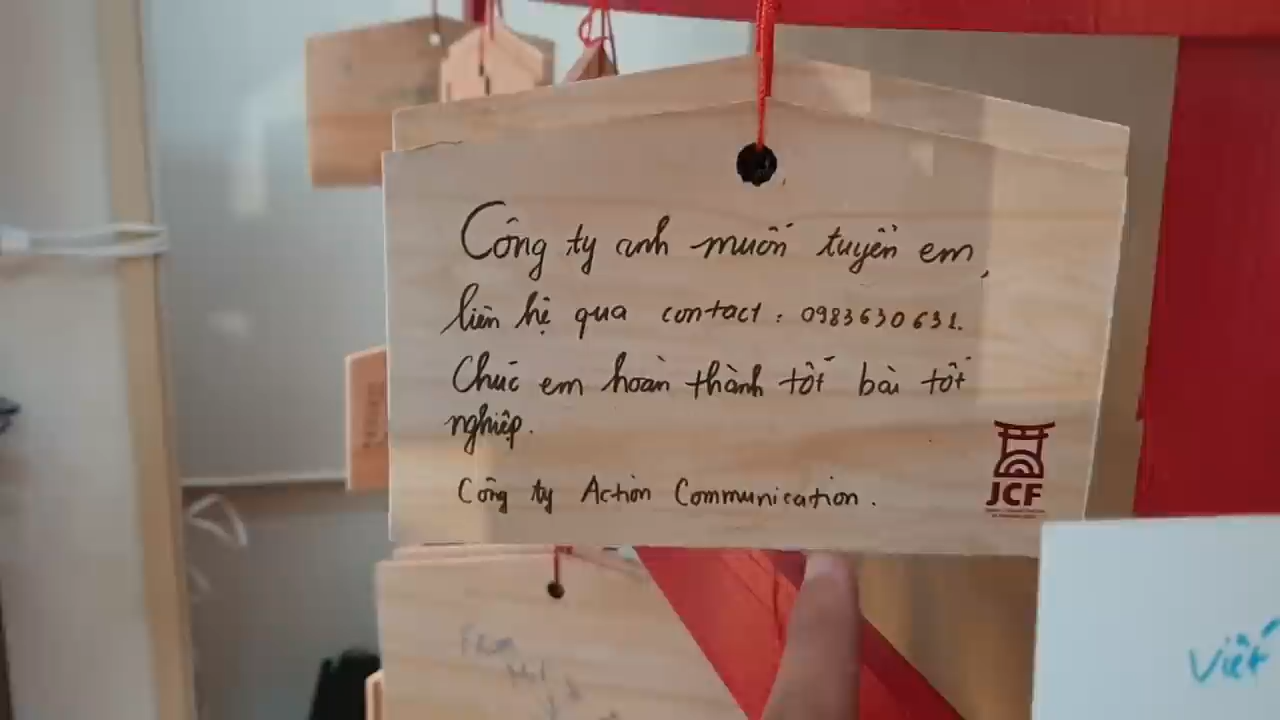 Công ty anh muốn tuyển em,
liên hệ qua contact : 0983630631.
Chúc em hoàn thành tốt bài tốt
nghiệp.
Công ty Action Communication.
JCF
Viết